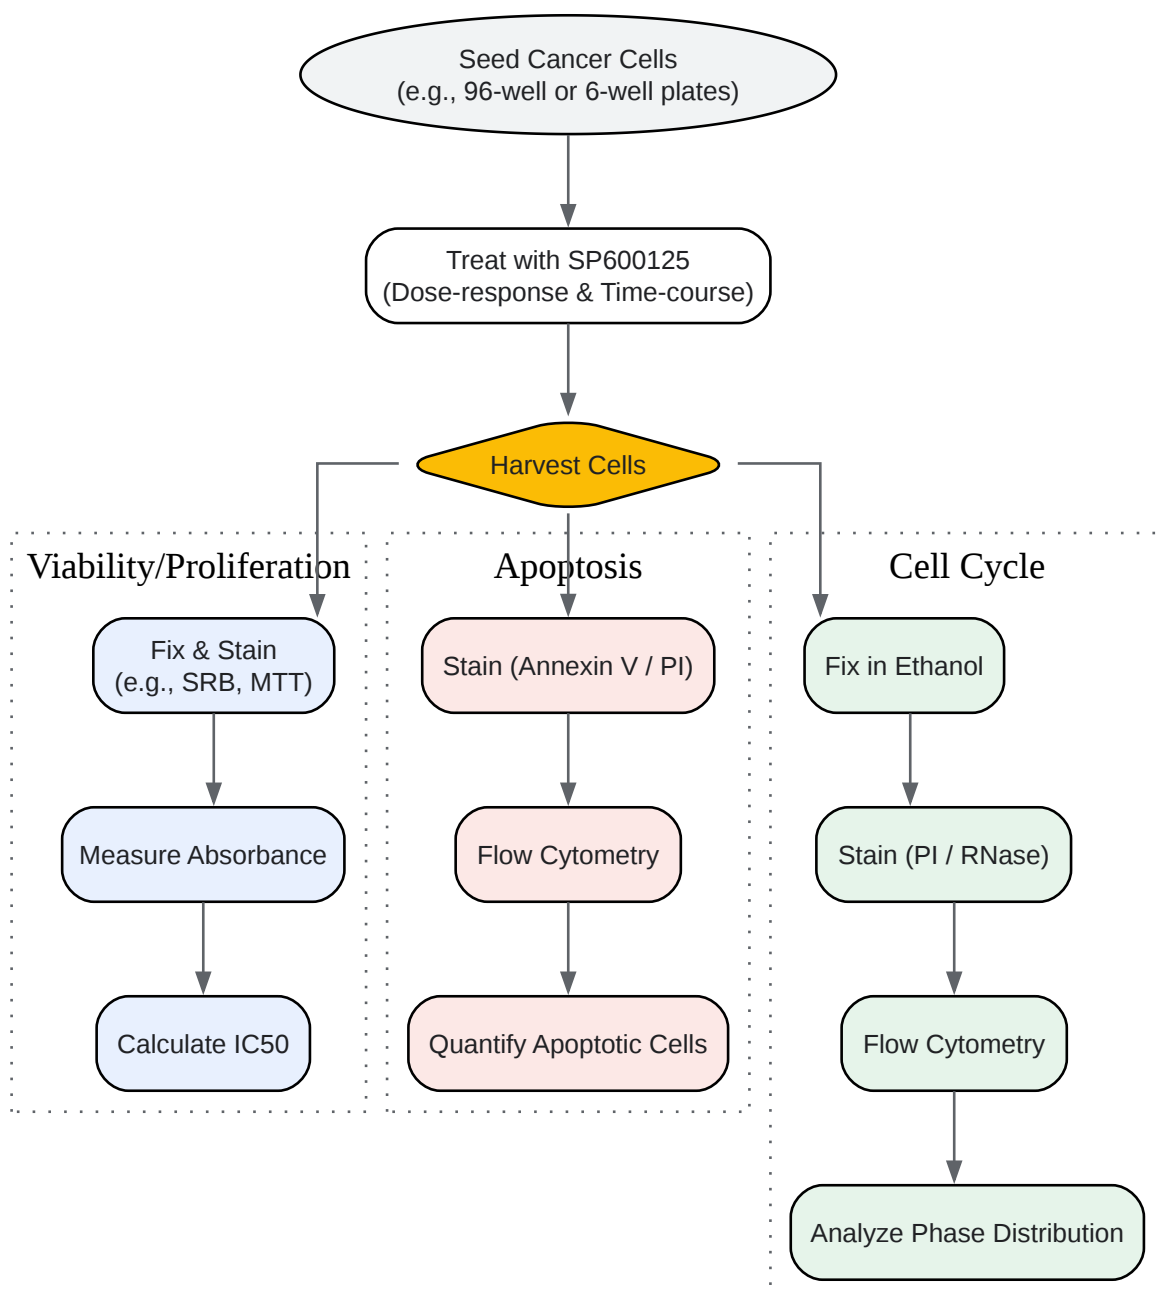 Seed Cancer Cells
(e.g., 96-well or 6-well plates)
Treat with SP600125
(Dose-response & Time-course)
Harvest Cells
Viability/Proliferation
Fix & Stain
(e.g., SRB, MTT)
Measure Absorbance
Calculate IC50
Apoptosis
Stain (Annexin V / PI)
Flow Cytometry
Quantify Apoptotic Cells
Cell Cycle
Fix in Ethanol
Stain (PI / RNase)
Flow Cytometry
Analyze Phase Distribution